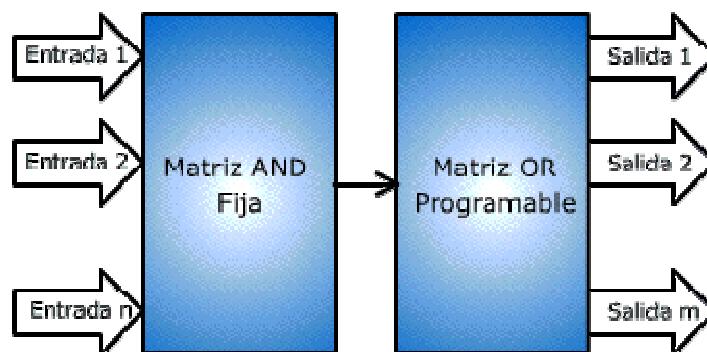 Entrada 1
Entrada 2
Entrada n
Matriz AND
Fija
Matriz OR
Programable
Salida 1
Salida 2
Salida m